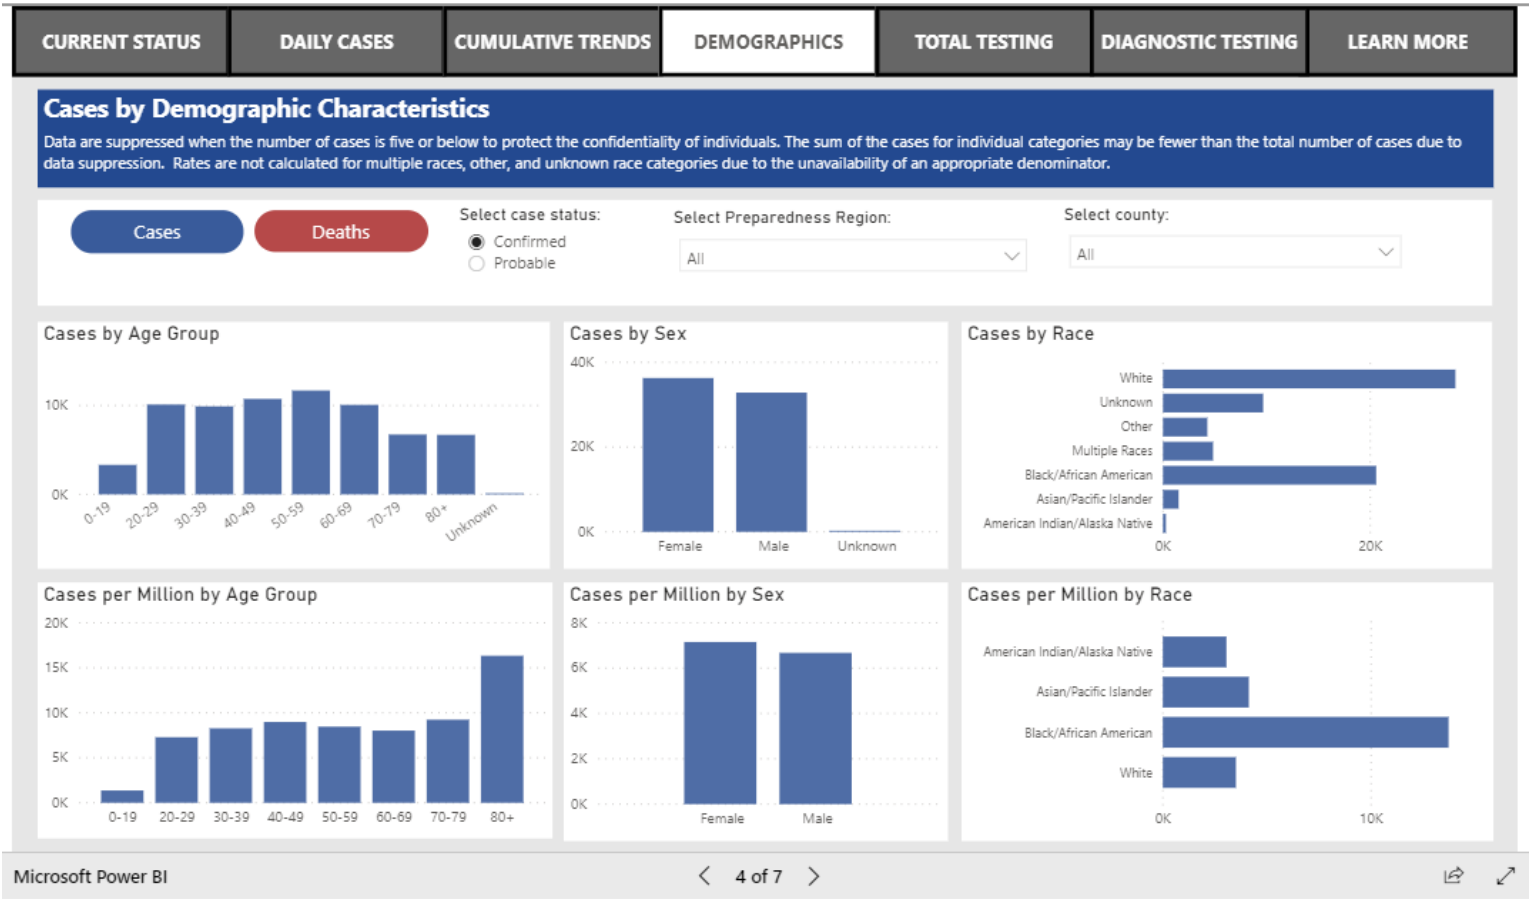 CURRENT STATUS
DAILY CASES
CUMULATIVE TRENDS
DEMOGRAPHICS
TOTAL TESTING
DIAGNOSTIC TESTING
LEARN MORE
Cases by Demographic Characteristics
Data are suppressed when the number of cases is five or below to protect the confidentiality of individuals. The sum of the cases for individual categories may be fewer than the total number of cases due to
data suppression. Rates are not calculated for multiple races, other, and unknown race categories due to the unavailability of an appropriate denominator.
Cases
Deaths
Select case status:
Confirmed
Probable
Select Preparedness Region:
All
Select county:
All
Cases by Age Group
10K
0K
0-19
20-29
30-39
40-49
50-59
60-69
70-79
80+
Unknown
Cases by Sex
40K
20K
0K
Female
Male
Unknown
Cases by Race
White
Unknown
Other
Multiple Races
Black/African American
Asian/Pacific Islander
American Indian/Alaska Native
0K
20K
Cases per Million by Age Group
20K
15K
10K
5K
0K
0-19
20-29
30-39
40-49
50-59
60-69
70-79
80+
Cases per Million by Sex
8K
6K
4K
2K
0K
Female
Male
Cases per Million by Race
American Indian/Alaska Native
Asian/Pacific Islander
Black/African American
White
0K
10K
Microsoft Power BI
4 of 7